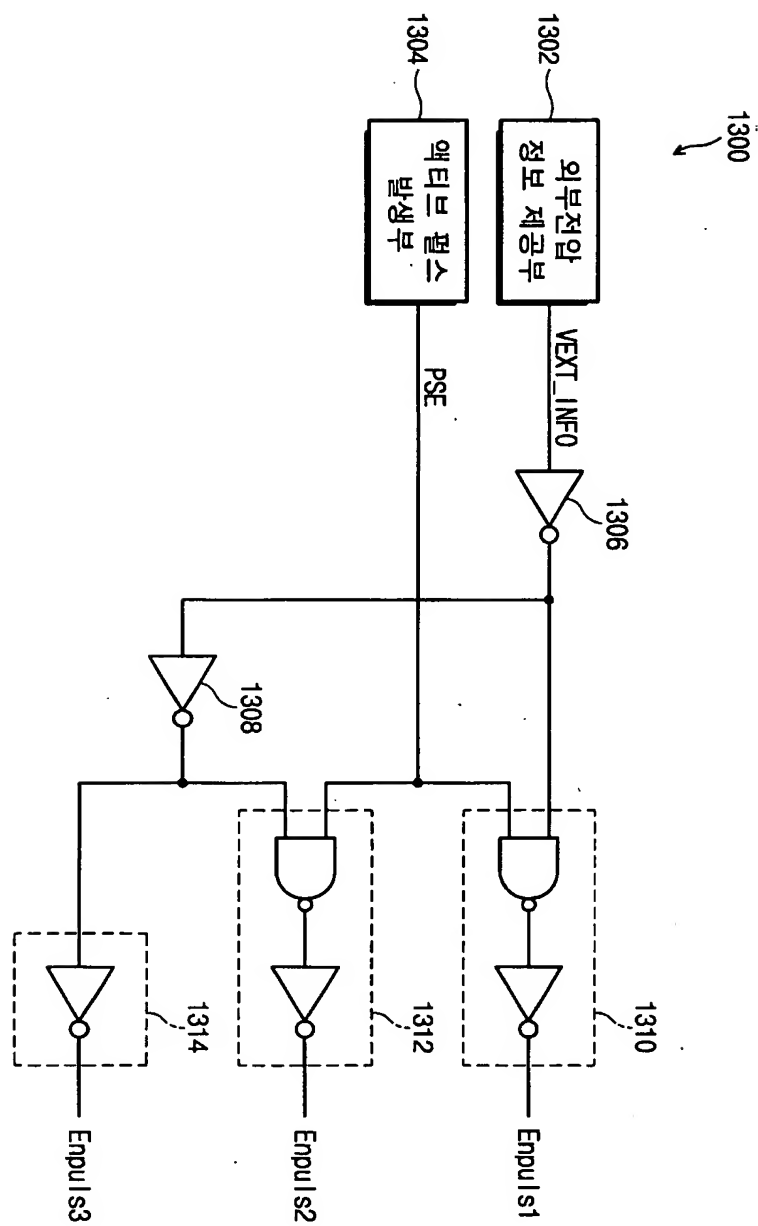 1300
1302
외부전압
정보 제공부
VEXT_INFO
1306
1304
액티브 펄스
발생부
PSE
1308
1310
Enpuls1
1312
Enpuls2
1314
Enpuls3